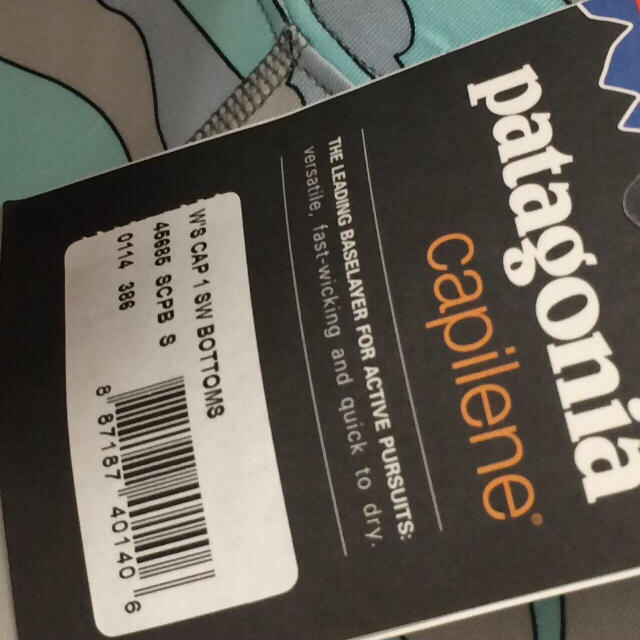 patagonia
capilene®
THE LEADING BASELAYER FOR ACTIVE PURSUITS:
versatile, fast-wicking and quick to dry.
W'S CAP 1 SW BOTTOMS
45685 SCPB S
0114 386
8 87187 40140 6